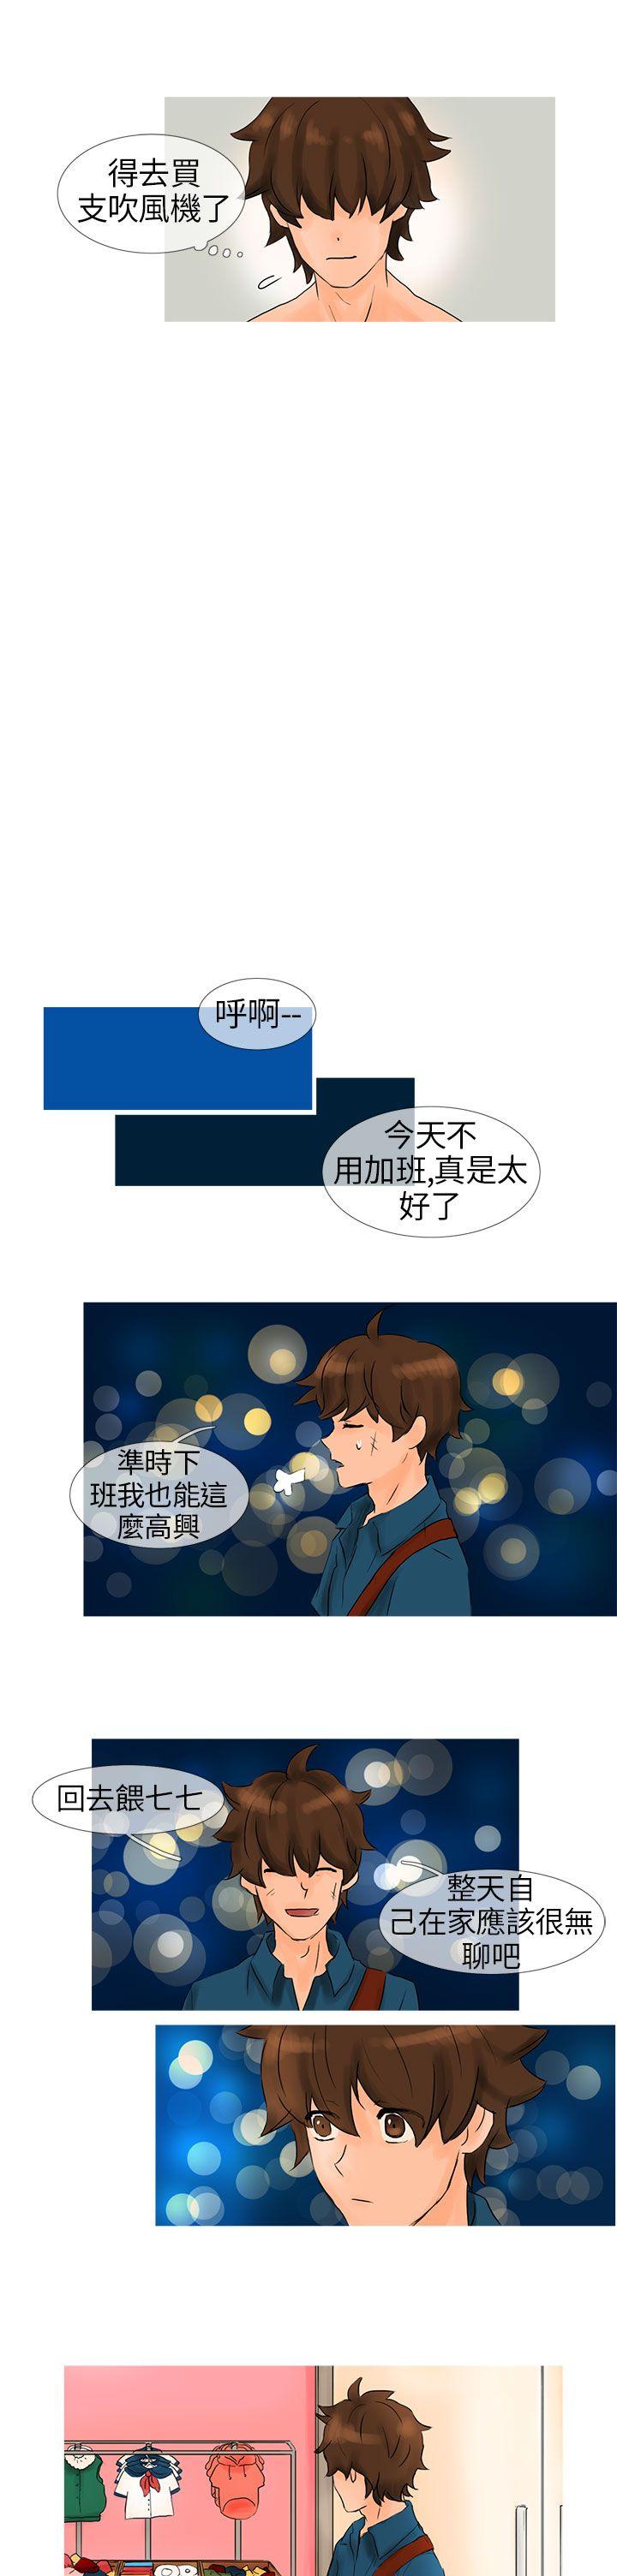 得去買
支吹風機了
呼啊--
今天不
用加班,真是太
好了
準時下
班我也能這
麼高興
回去餵七七
整天自
己在家應該很無
聊吧